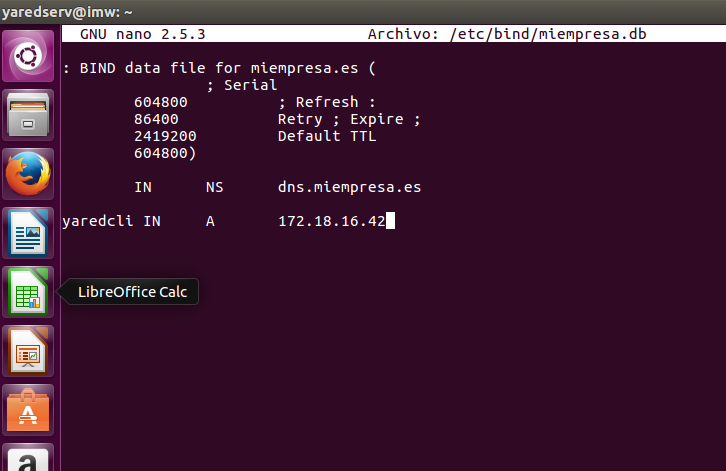 yaredserv@imw: ~
GNU nano 2.5.3 Archivo: /etc/bind/miempresa.db
: BIND data file for miempresa.es (
; Serial
604800 ; Refresh :
86400 Retry ; Expire ;
2419200 Default TTL
604800)
IN NS dns.miempresa.es
yaredcli IN A 172.18.16.42
LibreOffice Calc
A
a